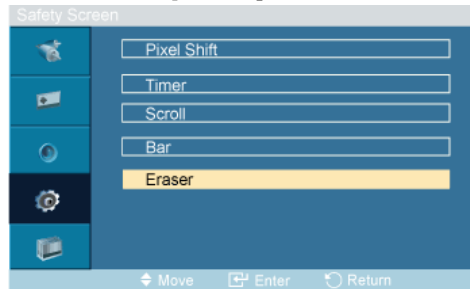 Safety Screen
Pixel Shift
Timer
Scroll
Bar
Eraser
Move Enter Return